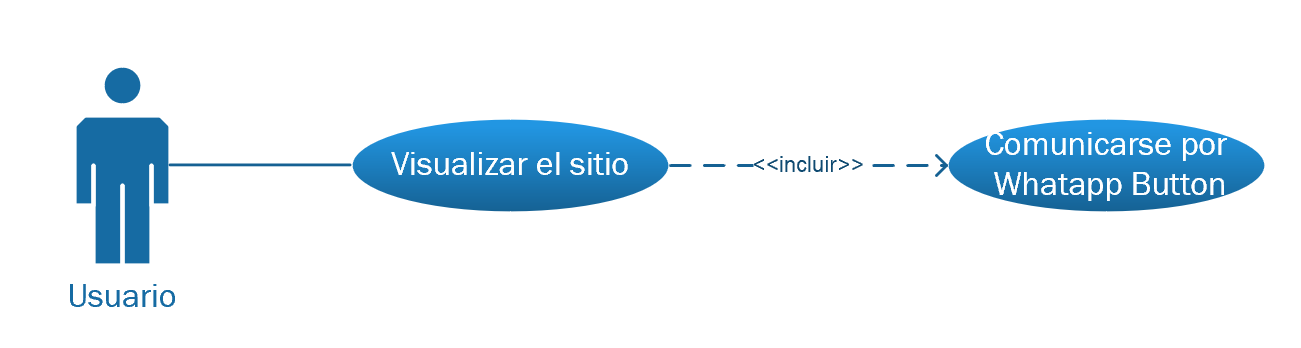 Visualizar el sitio
<<incluir>>
Comunicarse por
Whatapp Button
Usuario